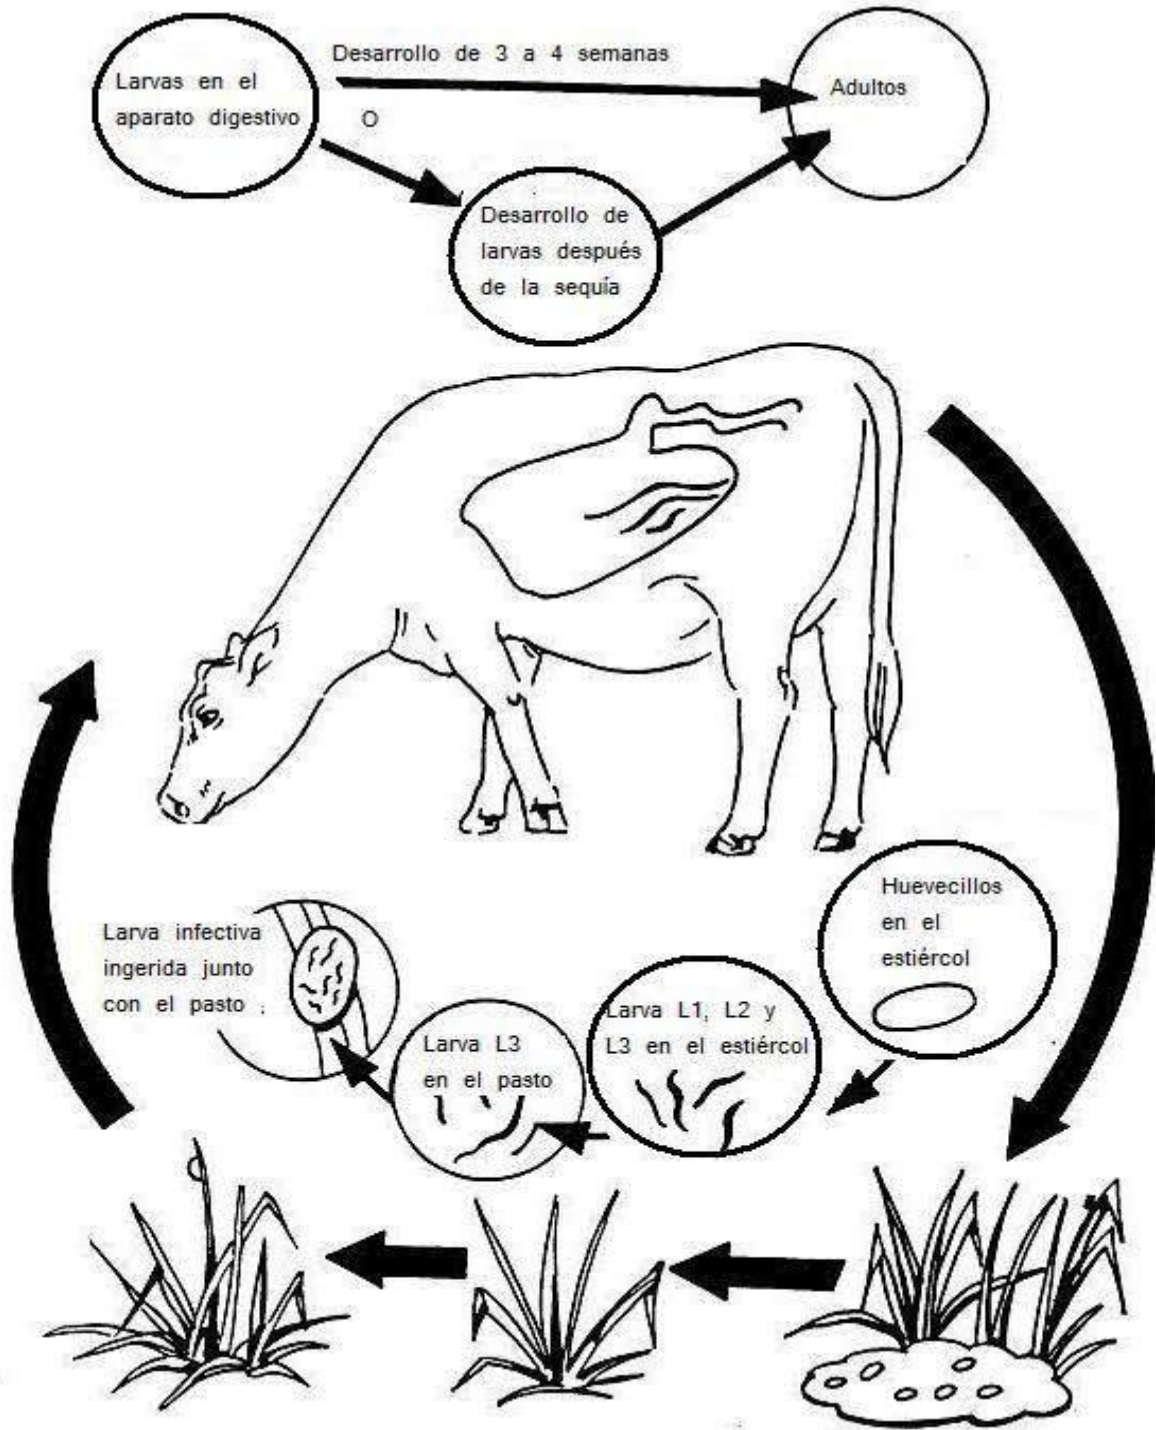 Desarrollo de 3 a 4 semanas
Larvas en el
aparato digestivo
O
Adultos
Desarrollo de
larvas después
de la sequía
Huevecillos
en el
estiércol
Larva L1, L2 y
L3 en el estiércol
Larva L3
en el pasto
Larva infectiva
ingerida junto
con el pasto